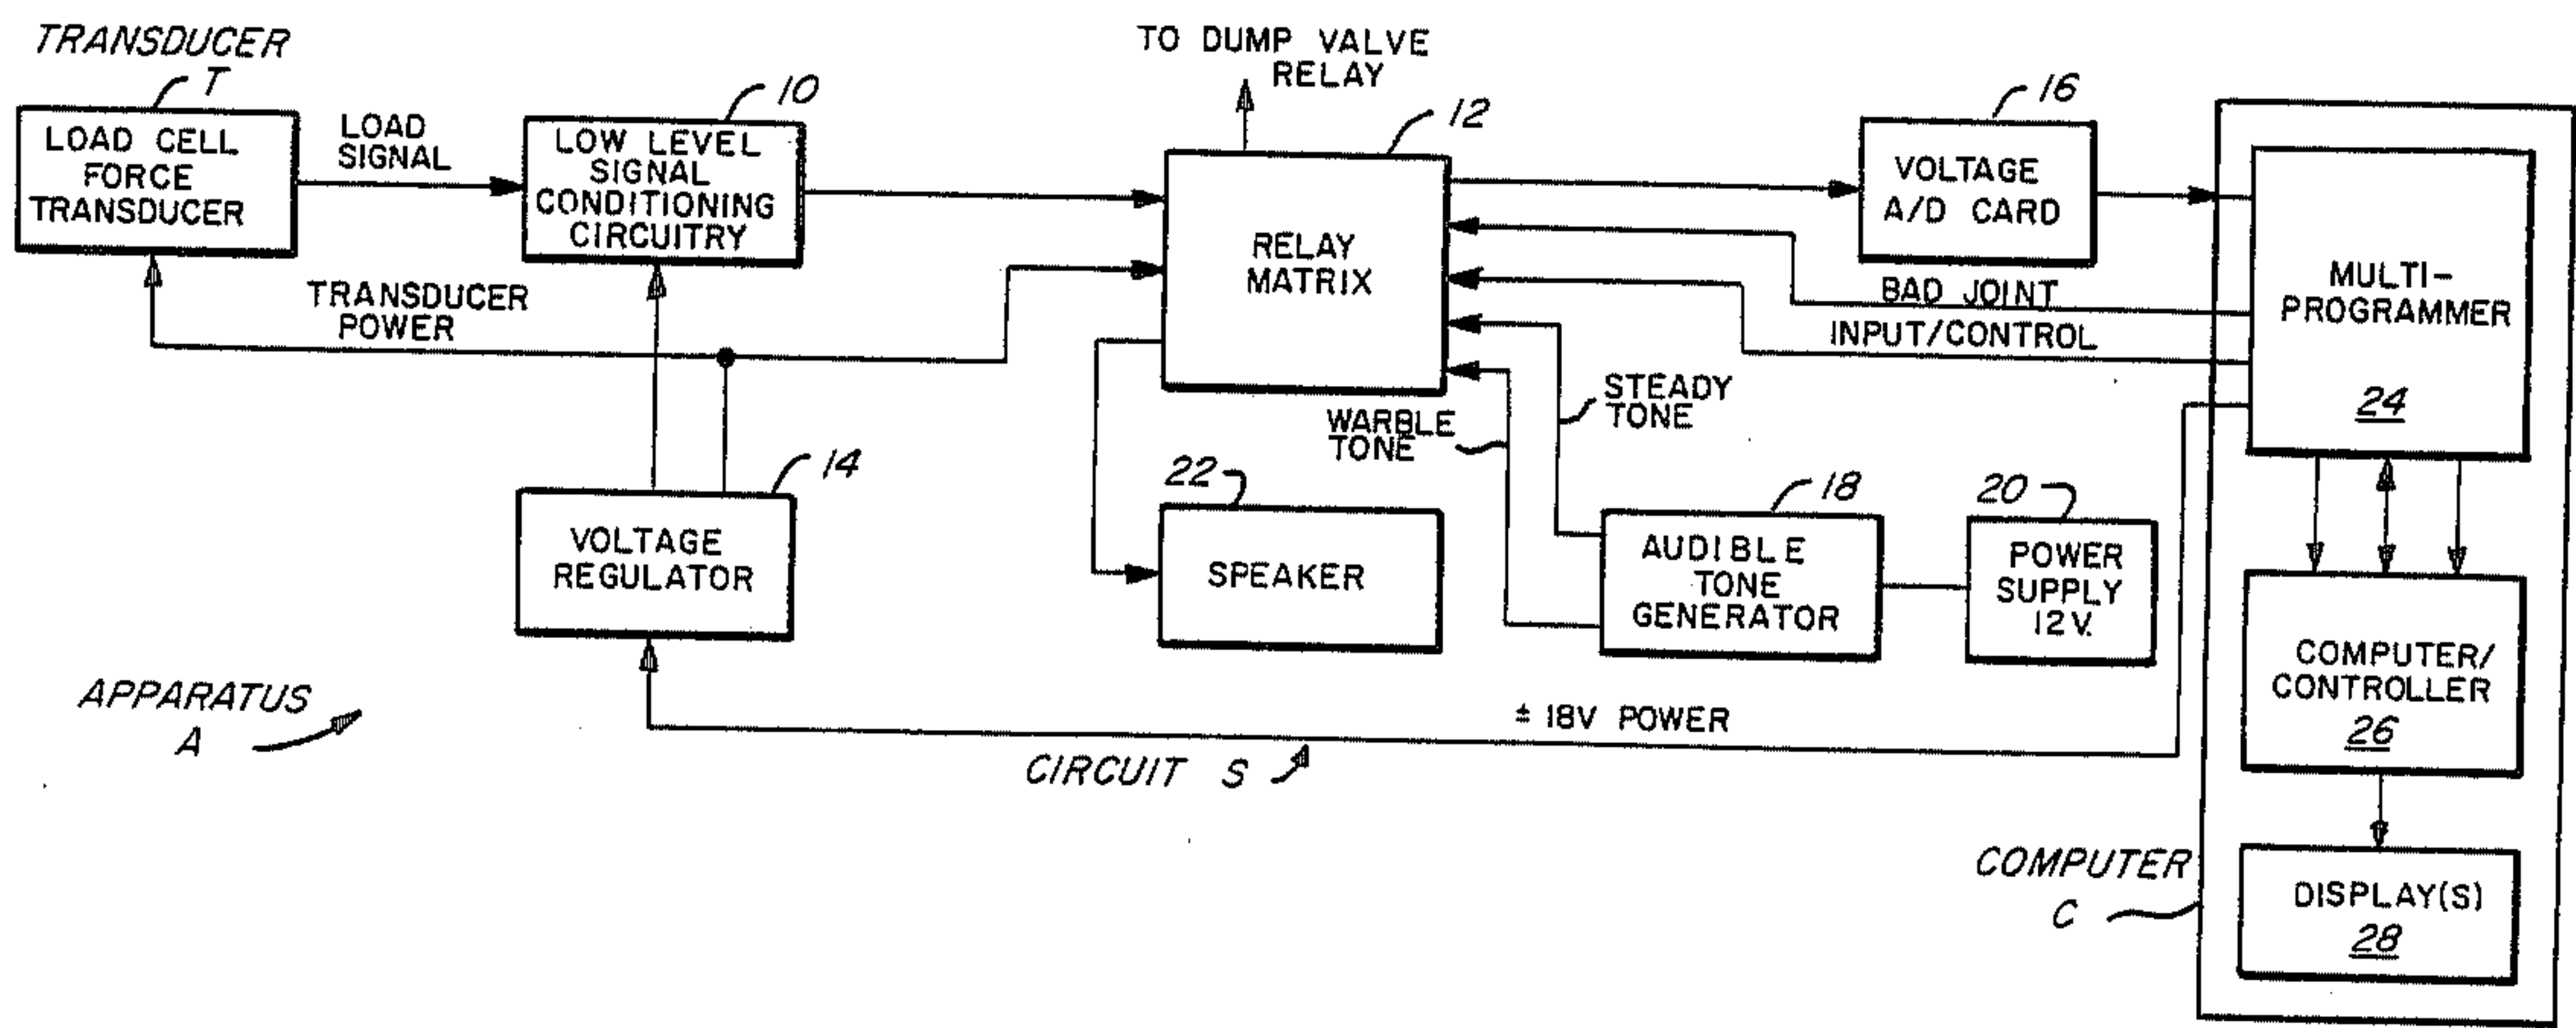 TRANSDUCER
T
LOAD CELL
FORCE
TRANSDUCER
LOAD
SIGNAL
10
LOW LEVEL
SIGNAL
CONDITIONING
CIRCUITRY
TRANSDUCER
POWER
14
VOLTAGE
REGULATOR
APPARATUS
A
TO DUMP VALVE
RELAY
12
RELAY
MATRIX
16
VOLTAGE
A/D CARD
BAD JOINT
INPUT/CONTROL
STEADY
TONE
WARBLE
TONE
22
SPEAKER
18
AUDIBLE
TONE
GENERATOR
20
POWER
SUPPLY
12V.
± 18V POWER
CIRCUIT S
MULTI-
PROGRAMMER
24
COMPUTER/
CONTROLLER
26
DISPLAY(S)
28
COMPUTER
C